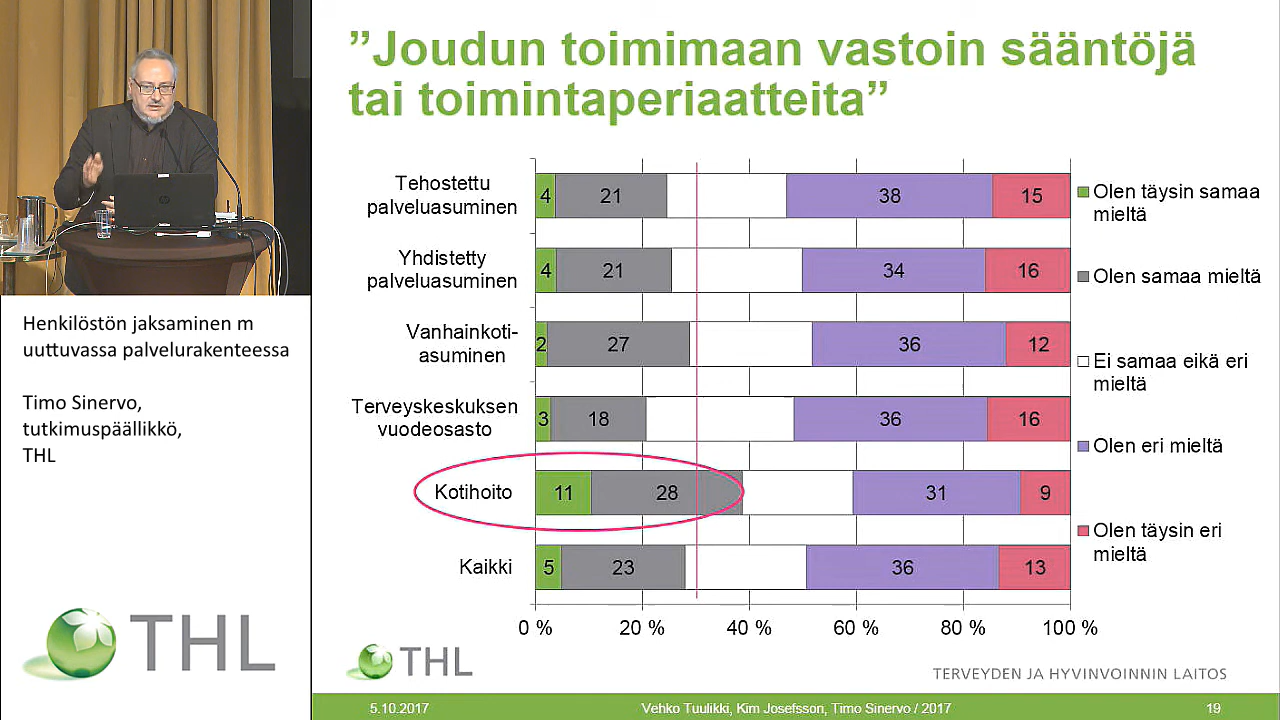 ”Joudun toimimaan vastoin sääntöjä
tai toimintaperiaatteita”
Tehostettu
palveluasuminen
4 21 38 15
Yhdistetty
palveluasuminen
4 21 34 16
Vanhainkoti-
asuminen
2 27 36 12
Terveyskeskuksen
vuodeosasto
3 18 36 16
Kotihoito
11 28 31 9
Kaikki
5 23 36 13
0 % 20 % 40 % 60 % 80 % 100 %
Olen täysin samaa
mieltä
Olen samaa mieltä
Ei samaa eikä eri
mieltä
Olen eri mieltä
Olen täysin eri
mieltä
THL
TERVEYDEN JA HYVINVOINNIN LAITOS
5.10.2017 Vehko Tuulikki, Kim Josefsson, Timo Sinervo / 2017 19
Henkilöstön jaksaminen m
uuttuvassa palvelurakenteessa
Timo Sinervo,
tutkimuspäällikkö,
THL
THL